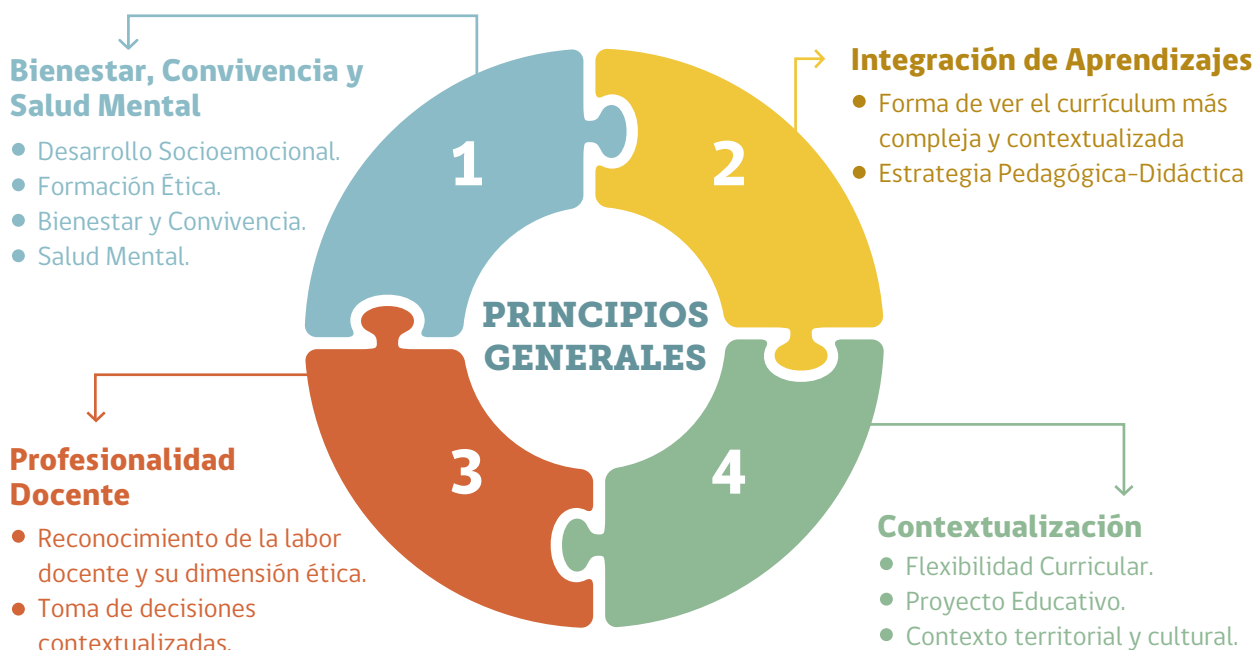 Bienestar, Convivencia y
Salud Mental
• Desarrollo Socioemocional.
• Formación Ética.
• Bienestar y Convivencia.
• Salud Mental.
1
2
Integración de Aprendizajes
• Forma de ver el currículum más
compleja y contextualizada
• Estrategia Pedagógica-Didáctica
PRINCIPIOS
GENERALES
Profesionalidad
Docente
• Reconocimiento de la labor
docente y su dimensión ética.
• Toma de decisiones
contextualizadas.
3
4
Contextualización
• Flexibilidad Curricular.
• Proyecto Educativo.
• Contexto territorial y cultural.